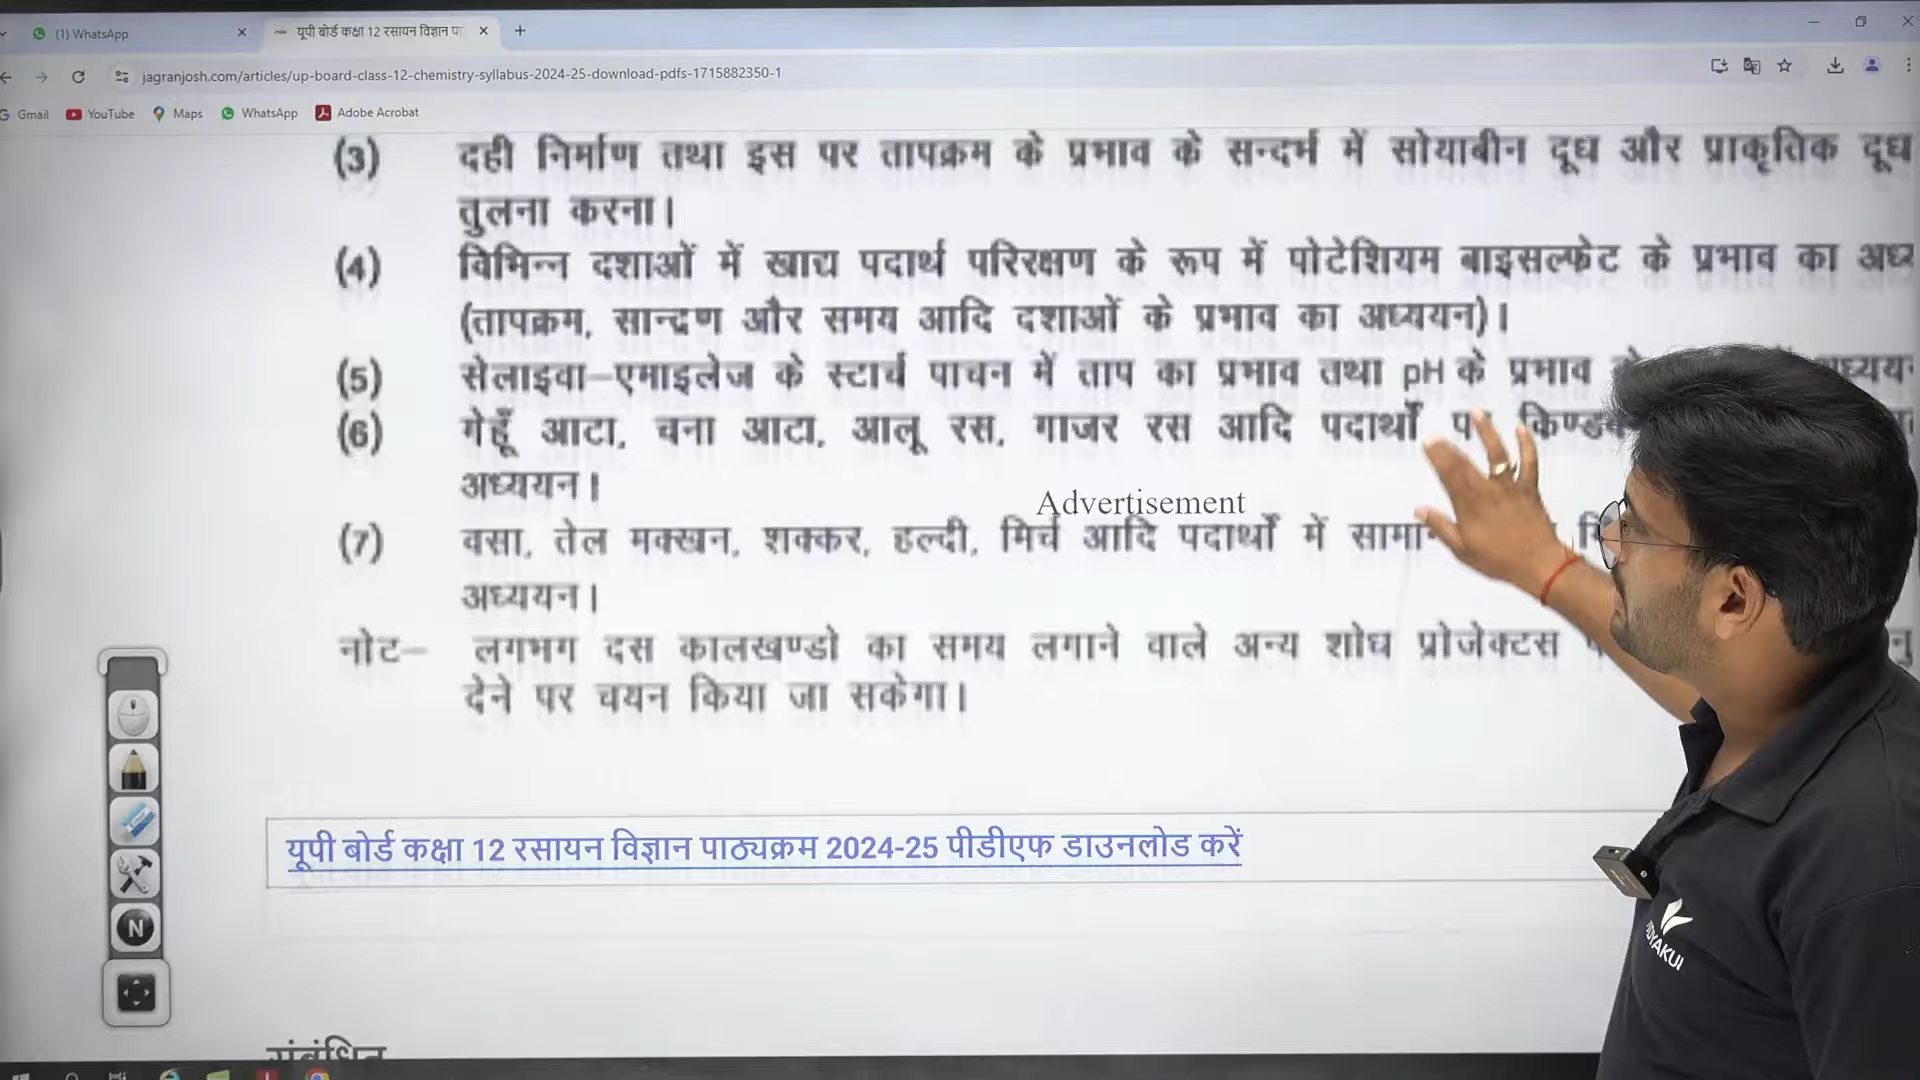 (1) WhatsApp
यूपी बोर्ड कक्षा 12 रसायन विज्ञान पा
jagranjosh.com/articles/up-board-class-12-chemistry-syllabus-2024-25-download-pdfs-1715882350-1
Gmail YouTube Maps WhatsApp Adobe Acrobat
(3) दही निर्माण तथा इस पर तापक्रम के प्रभाव के सन्दर्भ में सोयाबीन दूध और प्राकृतिक दूध
तुलना करना।
(4) विभिन्न दशाओं में खाद्य पदार्थ परिरक्षण के रूप में पोटेशियम बाइसल्फेट के प्रभाव का
(तापक्रम, सान्द्रण और समय आदि दशाओं के प्रभाव का अध्ययन)।
(5) सेलाइवा–एमाइलेज के स्टार्च पाचन में ताप का प्रभाव तथा pH के प्रभाव
(6) गेहूँ आटा, चना आटा, आलू रस, गाजर रस आदि पदार्थों
अध्ययन।
Advertisement
(7) वसा, तेल मक्खन, शक्कर, हल्दी, मिर्च आदि पदार्थों में
अध्ययन।
नोट– लगभग दस कालखण्डो का समय लगाने वाले अन्य शोध प्रोजेक्टस
देने पर चयन किया जा सकेगा।
यूपी बोर्ड कक्षा 12 रसायन विज्ञान पाठ्यक्रम 2024-25 पीडीएफ डाउनलोड करें
N
संबंधित